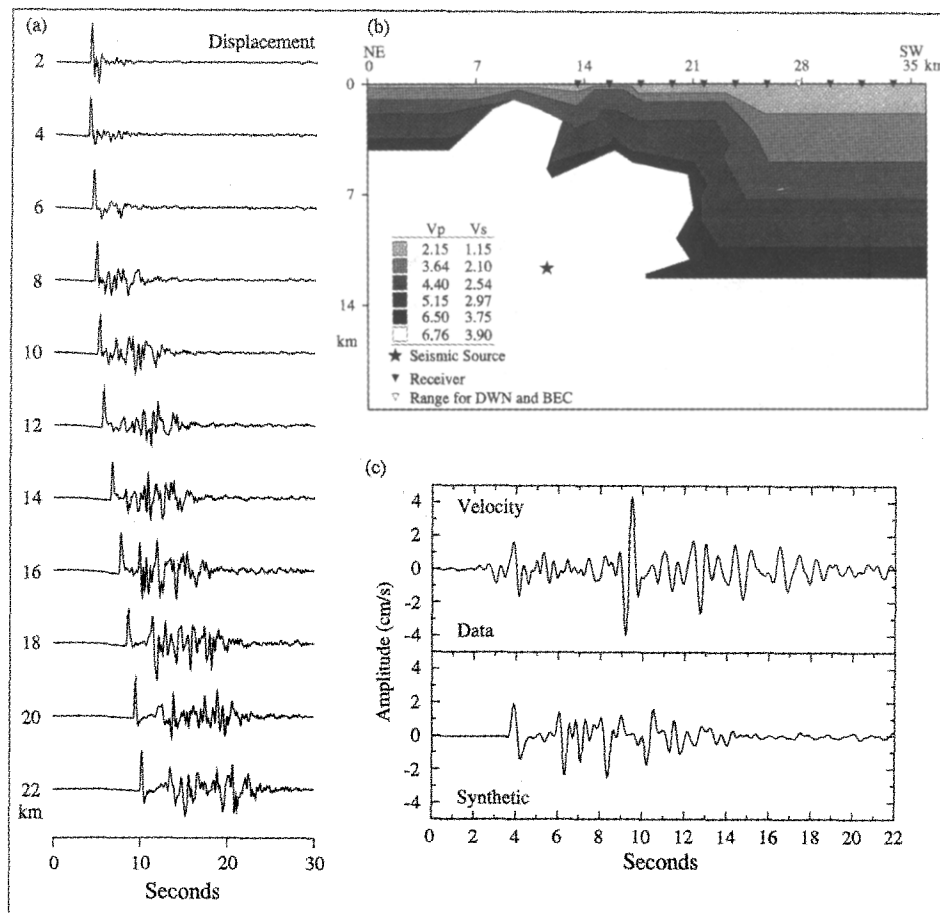 (a)
Displacement
2
4
6
8
10
12
14
16
18
20
22
km
0 10 20 30
Seconds
(b)
NE SW
0 7 14 21 28 35 km
0
7
14
km
Vp Vs
2.15 1.15
3.64 2.10
4.40 2.54
5.15 2.97
6.50 3.75
6.76 3.90
Seismic Source
Receiver
Range for DWN and BEC
(c)
Amplitude (cm/s)
4
2
0
-2
-4
Velocity
Data
4
2
0
-2
-4
Synthetic
0 2 4 6 8 10 12 14 16 18 20 22
Seconds